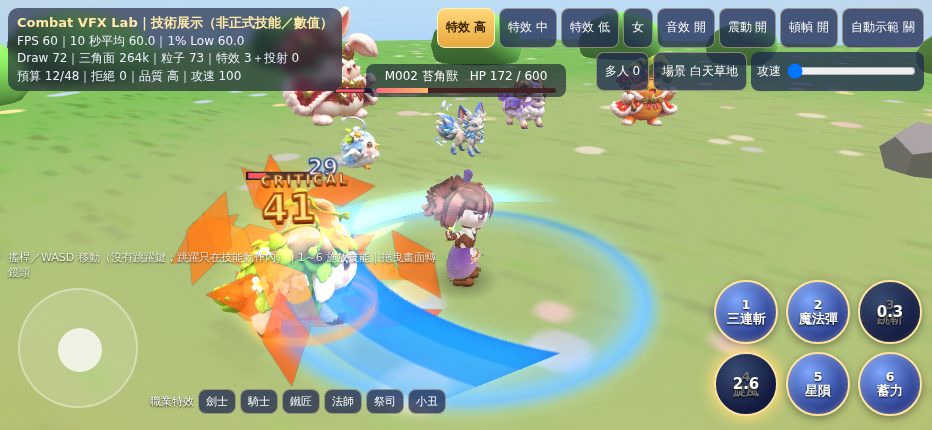 Combat VFX Lab｜技術展示（非正式技能／數值）
FPS 60｜10 秒平均 60.0｜1% Low 60.0
Draw 72｜三角面 264k｜粒子 73｜特效 3＋投射 0
預算 12/48｜拒絕 0｜品質 高｜攻速 100
特效 高
特效 中
特效 低
女
音效 開
震動 開
頓幀 開
自動示範 關
多人 0
場景 白天草地
攻速
M002 苔角獸 HP 172 / 600
29
CRITICAL
41
搖桿／WASD 移動（沒有跳躍鍵；跳躍只在技能動作內）｜1～6 施放技能｜拖曳畫面轉
鏡頭
1
三連斬
2
魔法彈
3
0.3
跳斬
4
2.6
旋風
5
星隕
6
蓄力
職業特效
劍士
騎士
鐵匠
法師
祭司
小丑